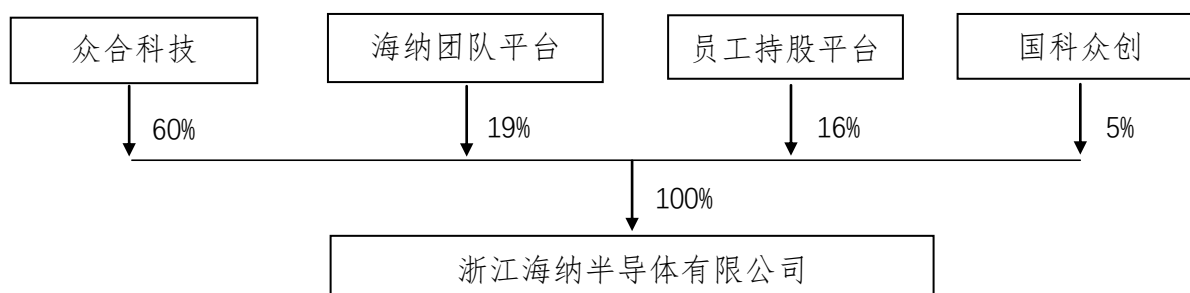 众合科技
海纳团队平台
员工持股平台
国科众创
60%
19%
16%
5%
100%
浙江海纳半导体有限公司